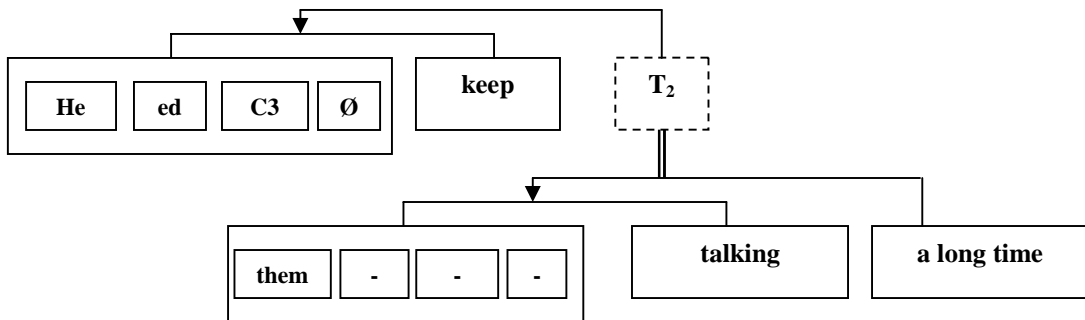 keep T₂
He ed C3 Ø
talking a long time
them - - -